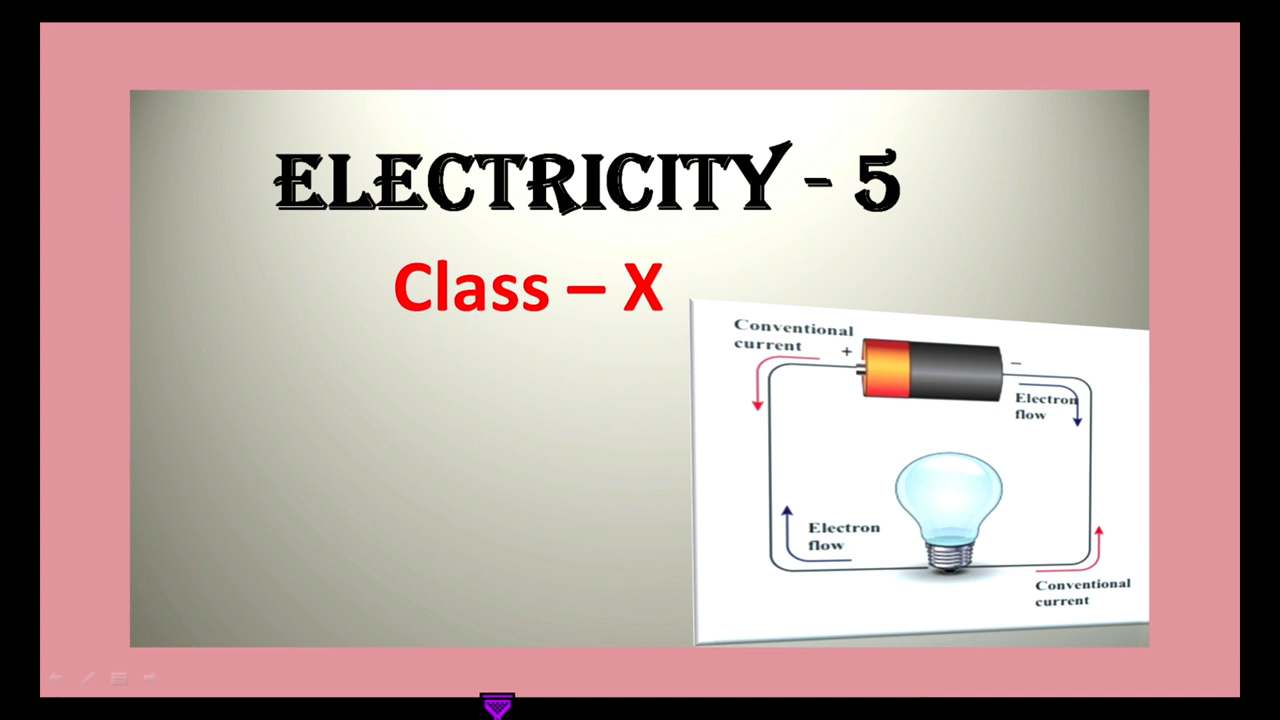 ELECTRICITY - 5
Class – X
Conventional
current
+
–
Electron
flow
Electron
flow
Conventional
current